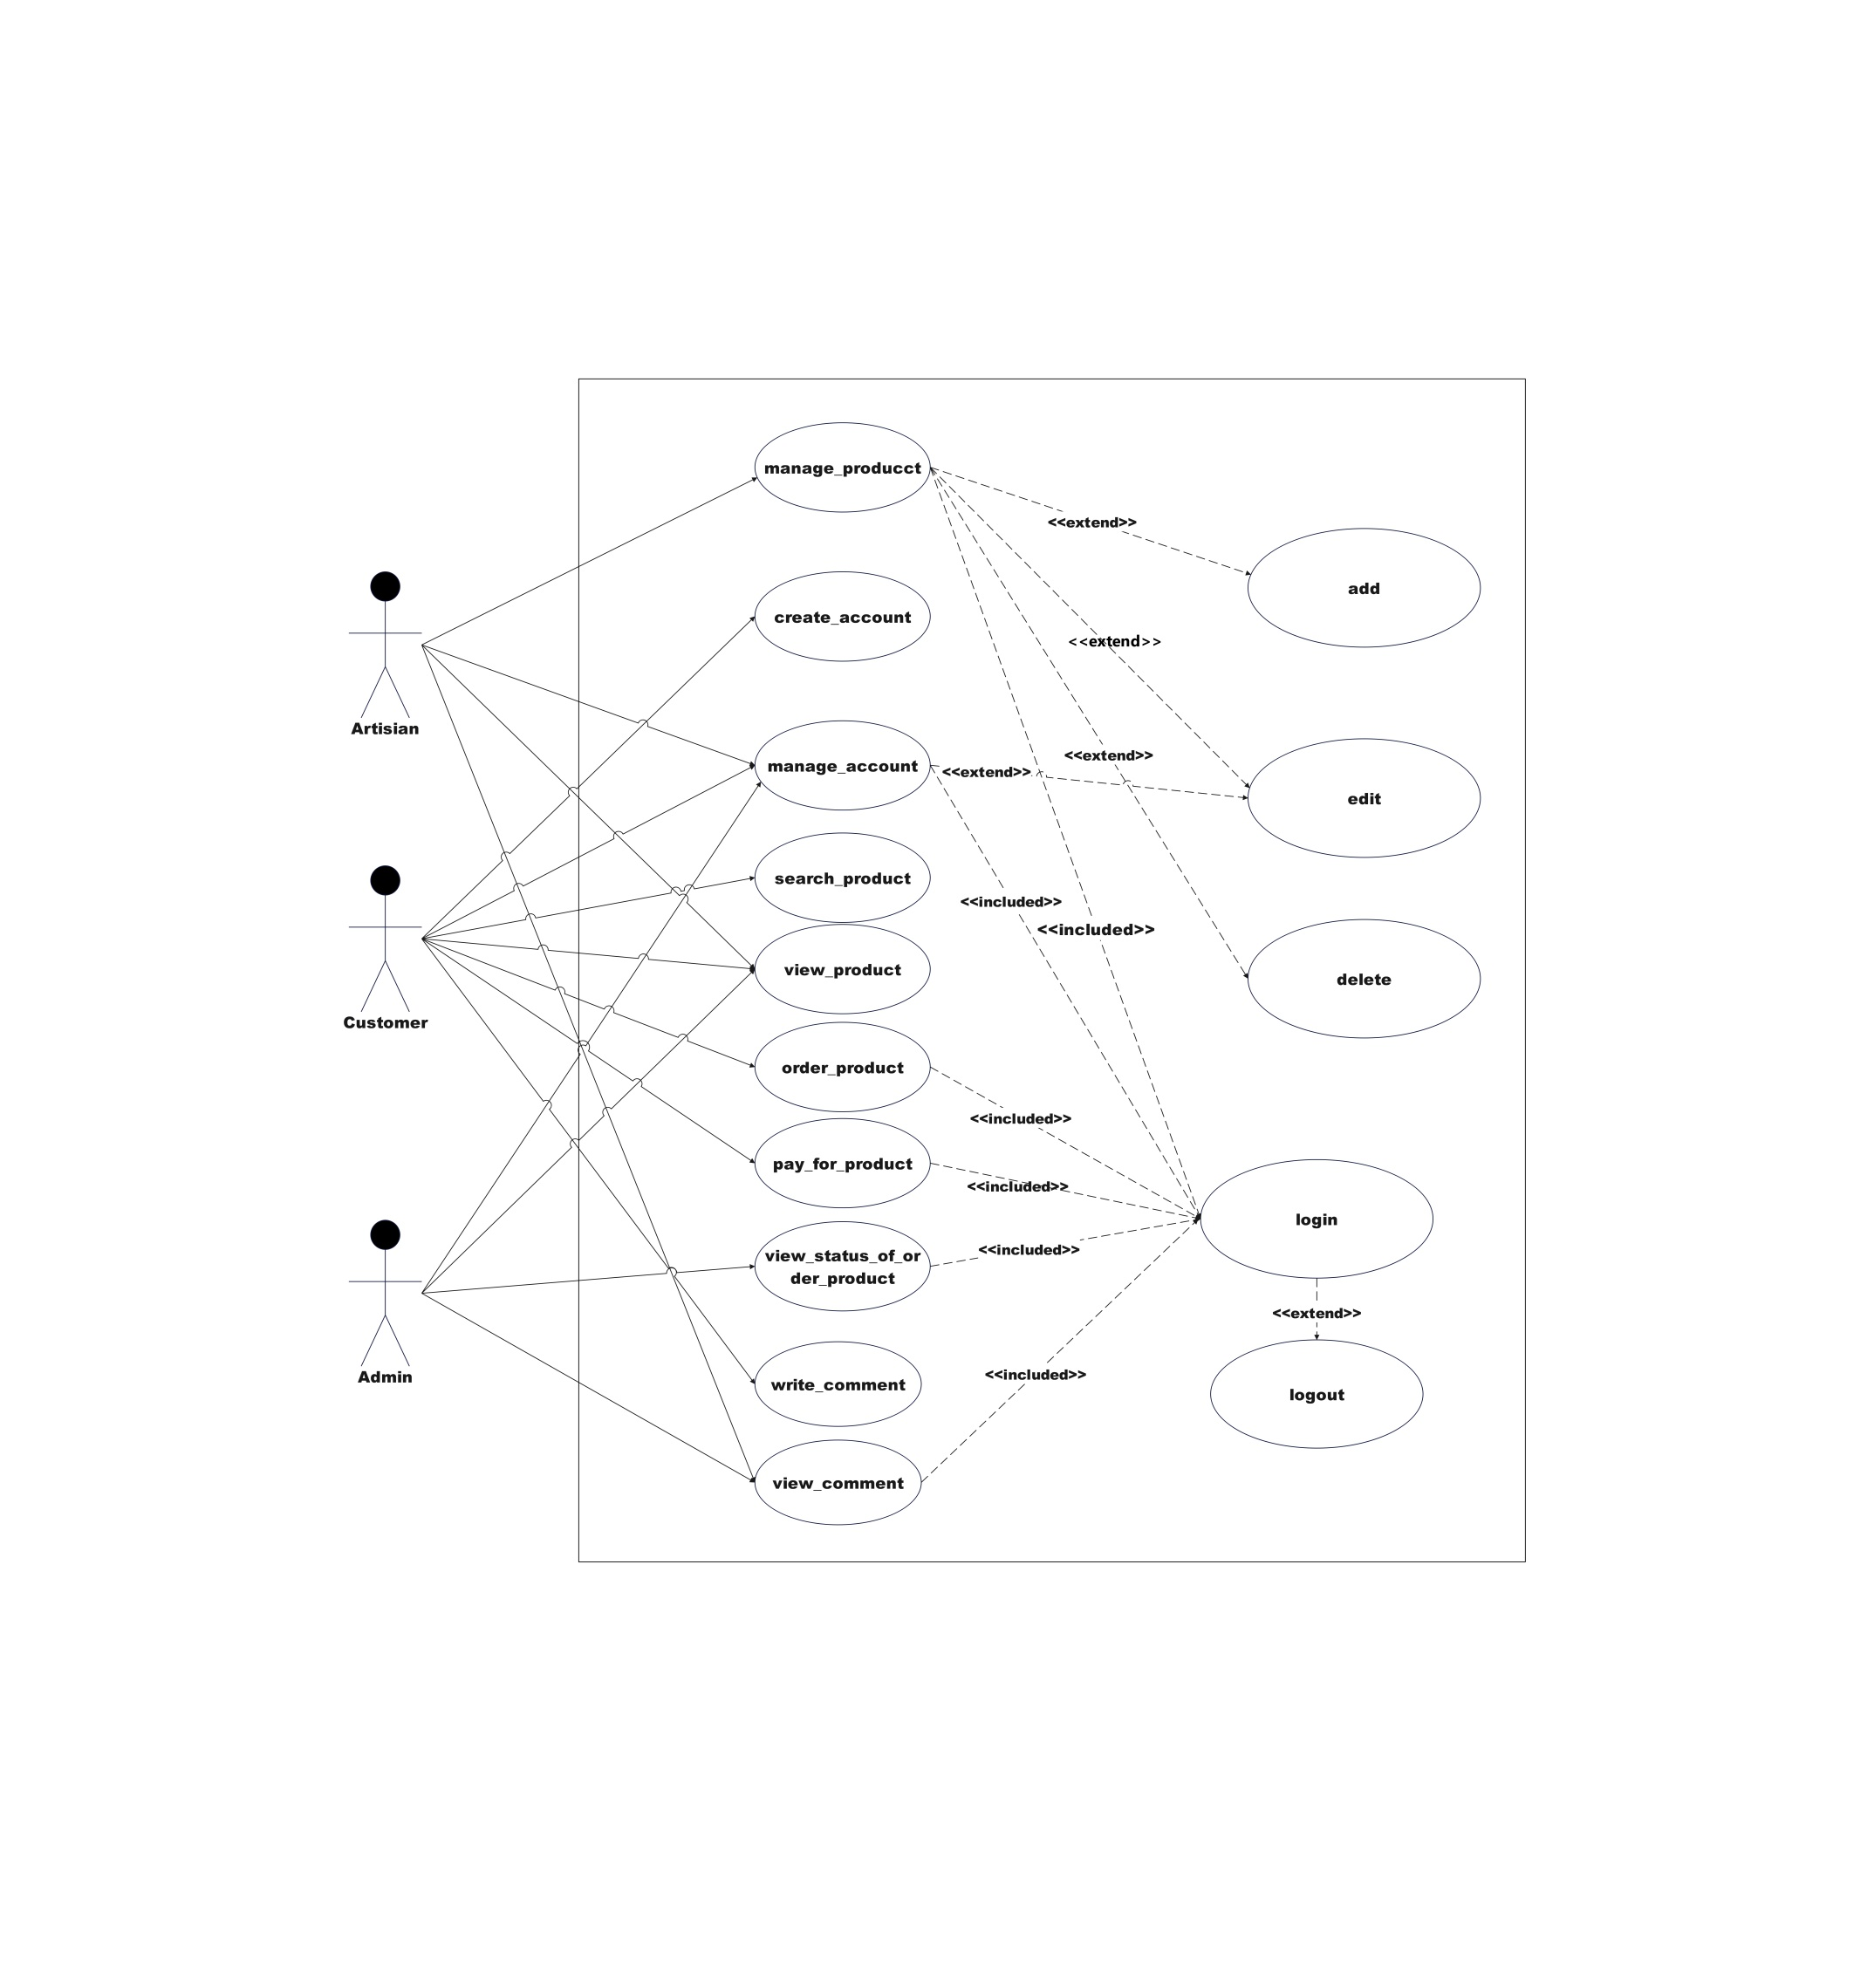 manage_producct
<<extend>>
add
create_account
<<extend>>
Artisian
<<extend>>
manage_account
<<extend>>
edit
search_product
<<included>>
<<included>>
view_product
delete
Customer
order_product
<<included>>
pay_for_product
<<included>>
login
view_status_of_or
der_product
<<included>>
<<extend>>
Admin
<<included>>
write_comment
logout
view_comment